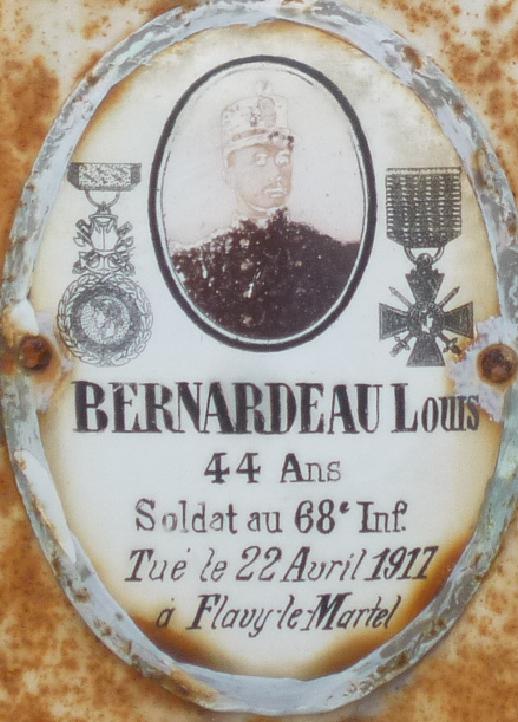 BERNARDEAU Louis
44 Ans
Soldat au 68e Inf.
Tué le 22 Avril 1917
à Flavy-le-Martel